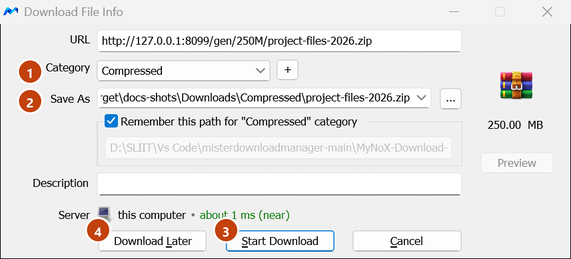 Download File Info
URL http://127.0.0.1:8099/gen/250M/project-files-2026.zip
1 Category Compressed +
2 Save As rget\docs-shots\Downloads\Compressed\project-files-2026.zip ...
250.00 MB
Remember this path for "Compressed" category
D:\SLIIT\Vs Code\misterdownloadmanager-main\MyNoX-Download-
Preview
Description
Server this computer • about 1 ms (near)
4 Download Later 3 Start Download Cancel